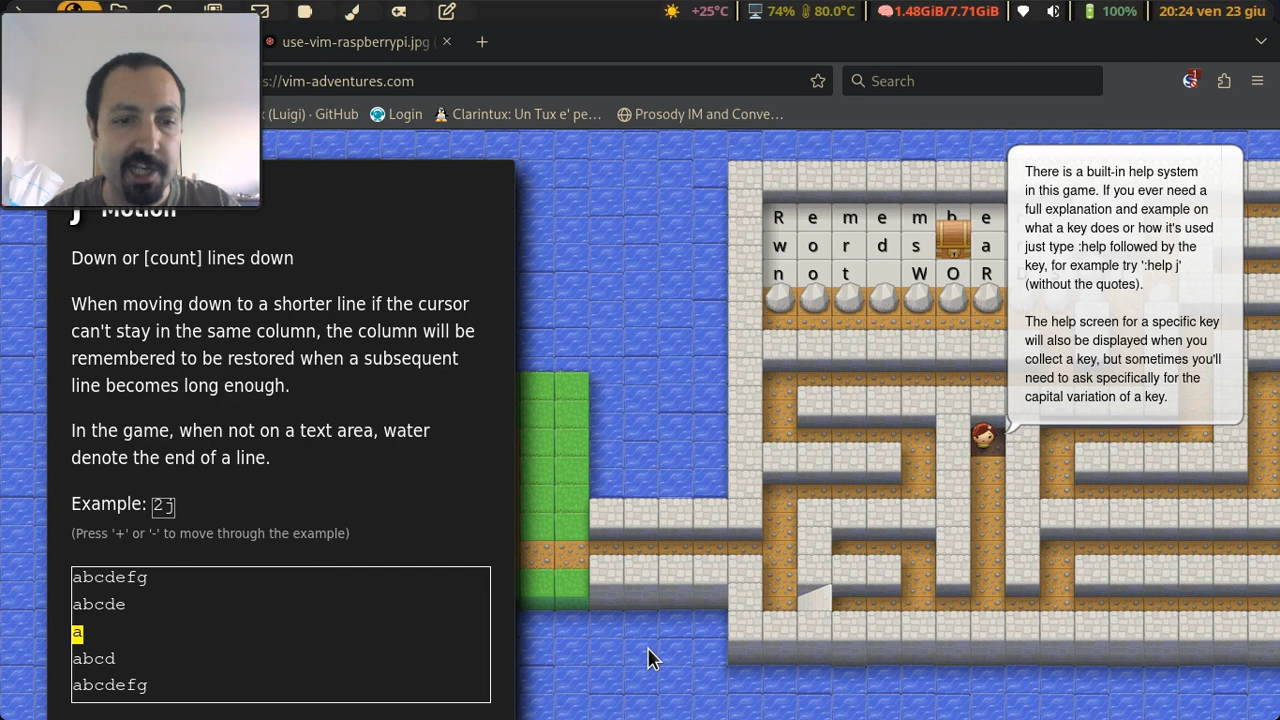 +25°C 74% 80.0°C 1.48GiB/7.71GiB 100% 20:24 ven 23 giu
use-vim-raspberrypi.jpg (
s://vim-adventures.com
Search
1
(Luigi) · GitHub Login Clarintux: Un Tux e' pe… Prosody IM and Conve…
j Motion
Down or [count] lines down
When moving down to a shorter line if the cursor
can't stay in the same column, the column will be
remembered to be restored when a subsequent
line becomes long enough.
In the game, when not on a text area, water
denote the end of a line.
Example: 2j
(Press '+' or '-' to move through the example)
abcdefg
abcde
a
abcd
abcdefg
R e m e m b e
w o r d s a
n o t W O R
There is a built-in help system
in this game. If you ever need a
full explanation and example on
what a key does or how it's used
just type :help followed by the
key, for example try ':help j'
(without the quotes).
The help screen for a specific key
will also be displayed when you
collect a key, but sometimes you'll
need to ask specifically for the
capital variation of a key.